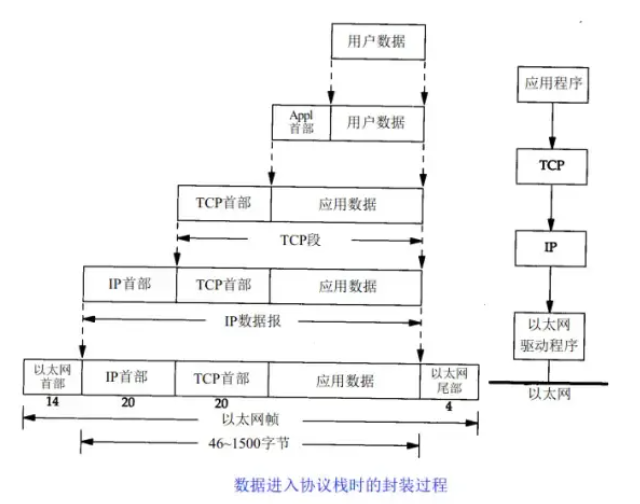 用户数据
应用程序
Appl
首部
用户数据
TCP
TCP首部
应用数据
TCP段
IP
IP首部
TCP首部
应用数据
IP数据报
以太网
驱动程序
以太网
首部
IP首部
TCP首部
应用数据
以太网
尾部
以太网
14
20
20
4
以太网帧
46~1500字节
数据进入协议栈时的封装过程